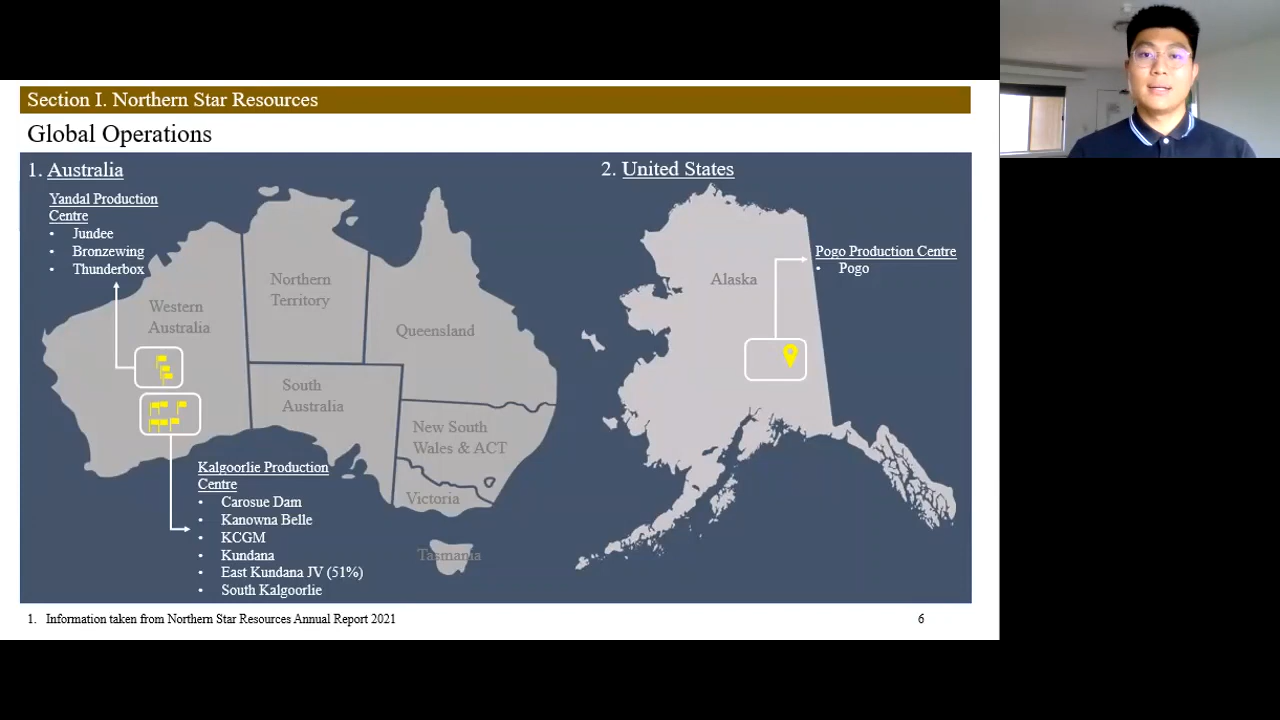 Section I. Northern Star Resources
Global Operations
1. Australia
Yandal Production
Centre
• Jundee
• Bronzewing
• Thunderbox
Western
Australia
Northern
Territory
Queensland
South
Australia
New South
Wales & ACT
Victoria
Tasmania
Kalgoorlie Production
Centre
• Carosue Dam
• Kanowna Belle
• KCGM
• Kundana
• East Kundana JV (51%)
• South Kalgoorlie
2. United States
Alaska
Pogo Production Centre
• Pogo
1. Information taken from Northern Star Resources Annual Report 2021
6